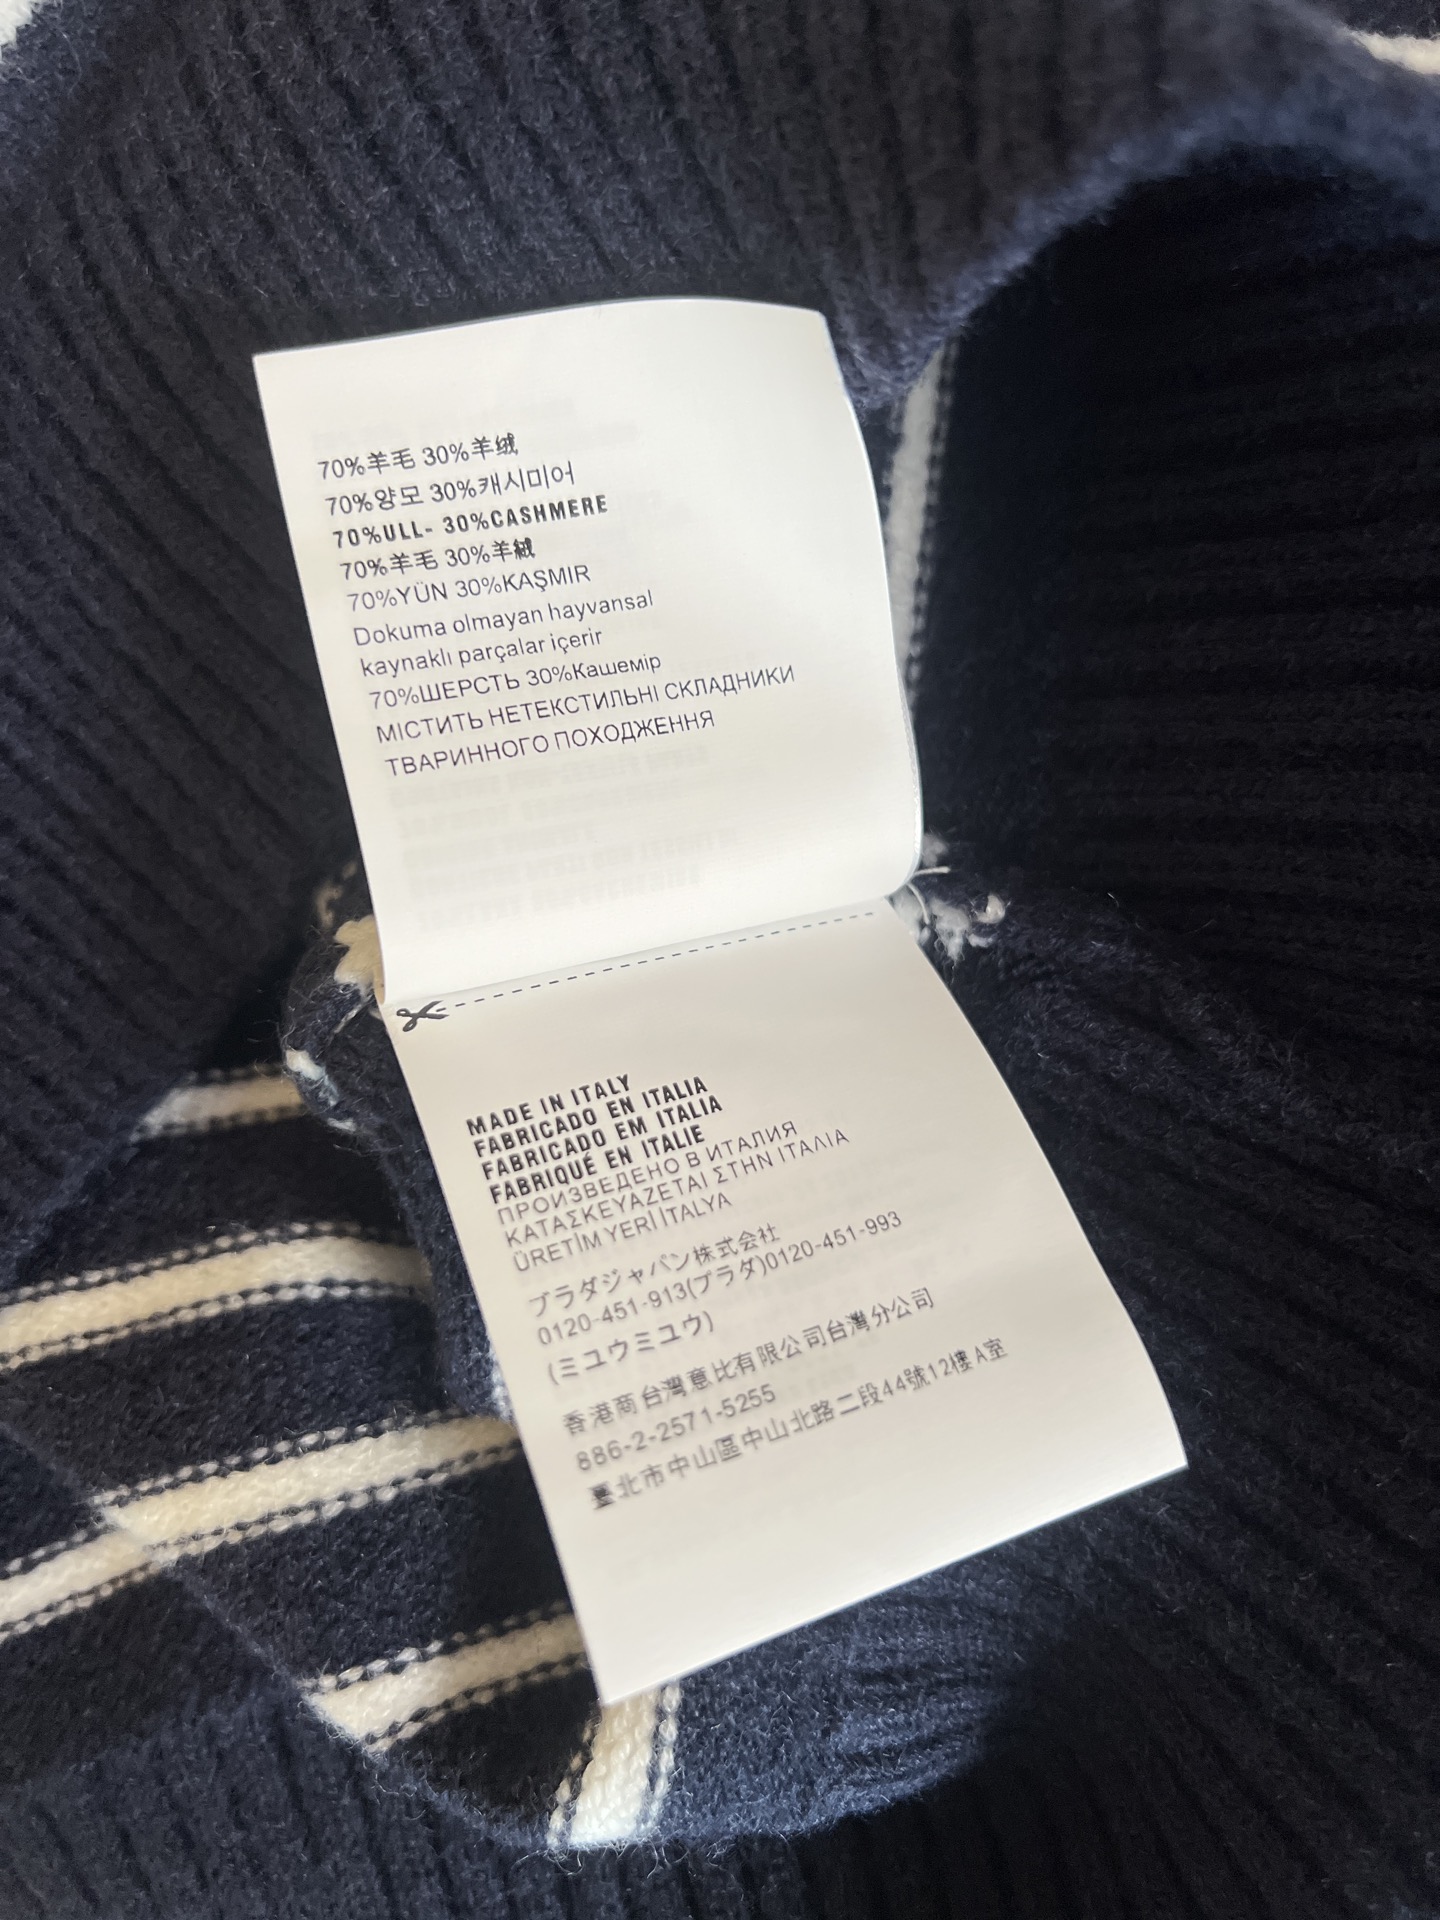 70%羊毛 30%羊绒
70%양모 30%캐시미어
70%ULL- 30%CASHMERE
70%羊毛 30%羊絨
70%YÜN 30%KAŞMIR
Dokuma olmayan hayvansal
kaynaklı parçalar içerir
70%ШЕРСТЬ 30%Кашемір
МІСТИТЬ НЕТЕКСТИЛЬНІ СКЛАДНИКИ
ТВАРИННОГО ПОХОДЖЕННЯ
MADE IN ITALY
FABRICADO EN ITALIA
FABRICADO EM ITALIA
FABRIQUÉ EN ITALIE
ПРОИЗВЕДЕНО В ИТАЛИЯ
ΚΑΤΑΣΚΕΥΑΖΕΤΑΙ ΣΤΗΝ ΙΤΑΛΙΑ
ÜRETİM YERİ İTALYA
プラダジャパン株式会社
0120-451-913(プラダ)0120-451-993
(ミユウミユウ)
香港商台灣意比有限公司台灣分公司
886-2-2571-5255
臺北市中山區中山北路二段44號12樓A室